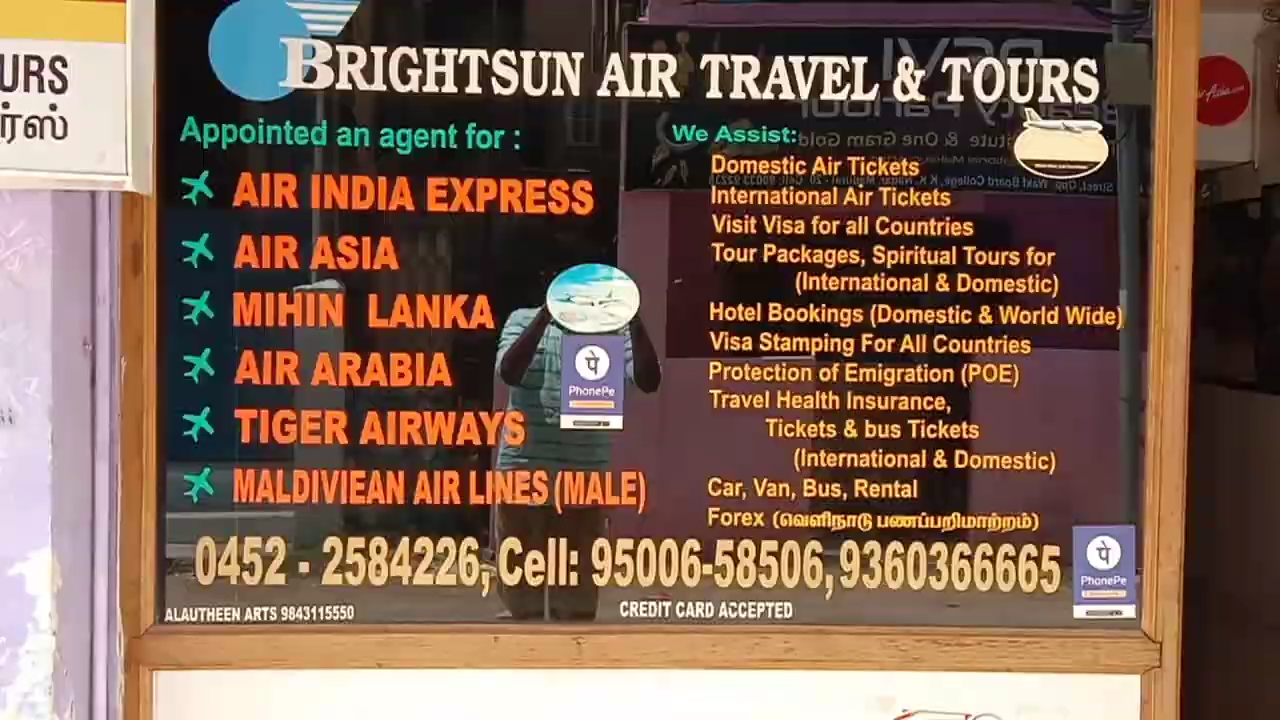 URS
ர்ஸ்
BRIGHTSUN AIR TRAVEL & TOURS
Appointed an agent for :
AIR INDIA EXPRESS
AIR ASIA
MIHIN LANKA
AIR ARABIA
TIGER AIRWAYS
MALDIVIEAN AIR LINES (MALE)
We Assist:
Domestic Air Tickets
International Air Tickets
Visit Visa for all Countries
Tour Packages, Spiritual Tours for
(International & Domestic)
Hotel Bookings (Domestic & World Wide)
Visa Stamping For All Countries
Protection of Emigration (POE)
Travel Health Insurance,
Tickets & bus Tickets
(International & Domestic)
Car, Van, Bus, Rental
Forex (வெளிநாடு பணப்பரிமாற்றம்)
பே
PhonePe
0452 - 2584226, Cell: 95006-58506, 9360366665
पे
PhonePe
ALAUTHEEN ARTS 9843115550
CREDIT CARD ACCEPTED